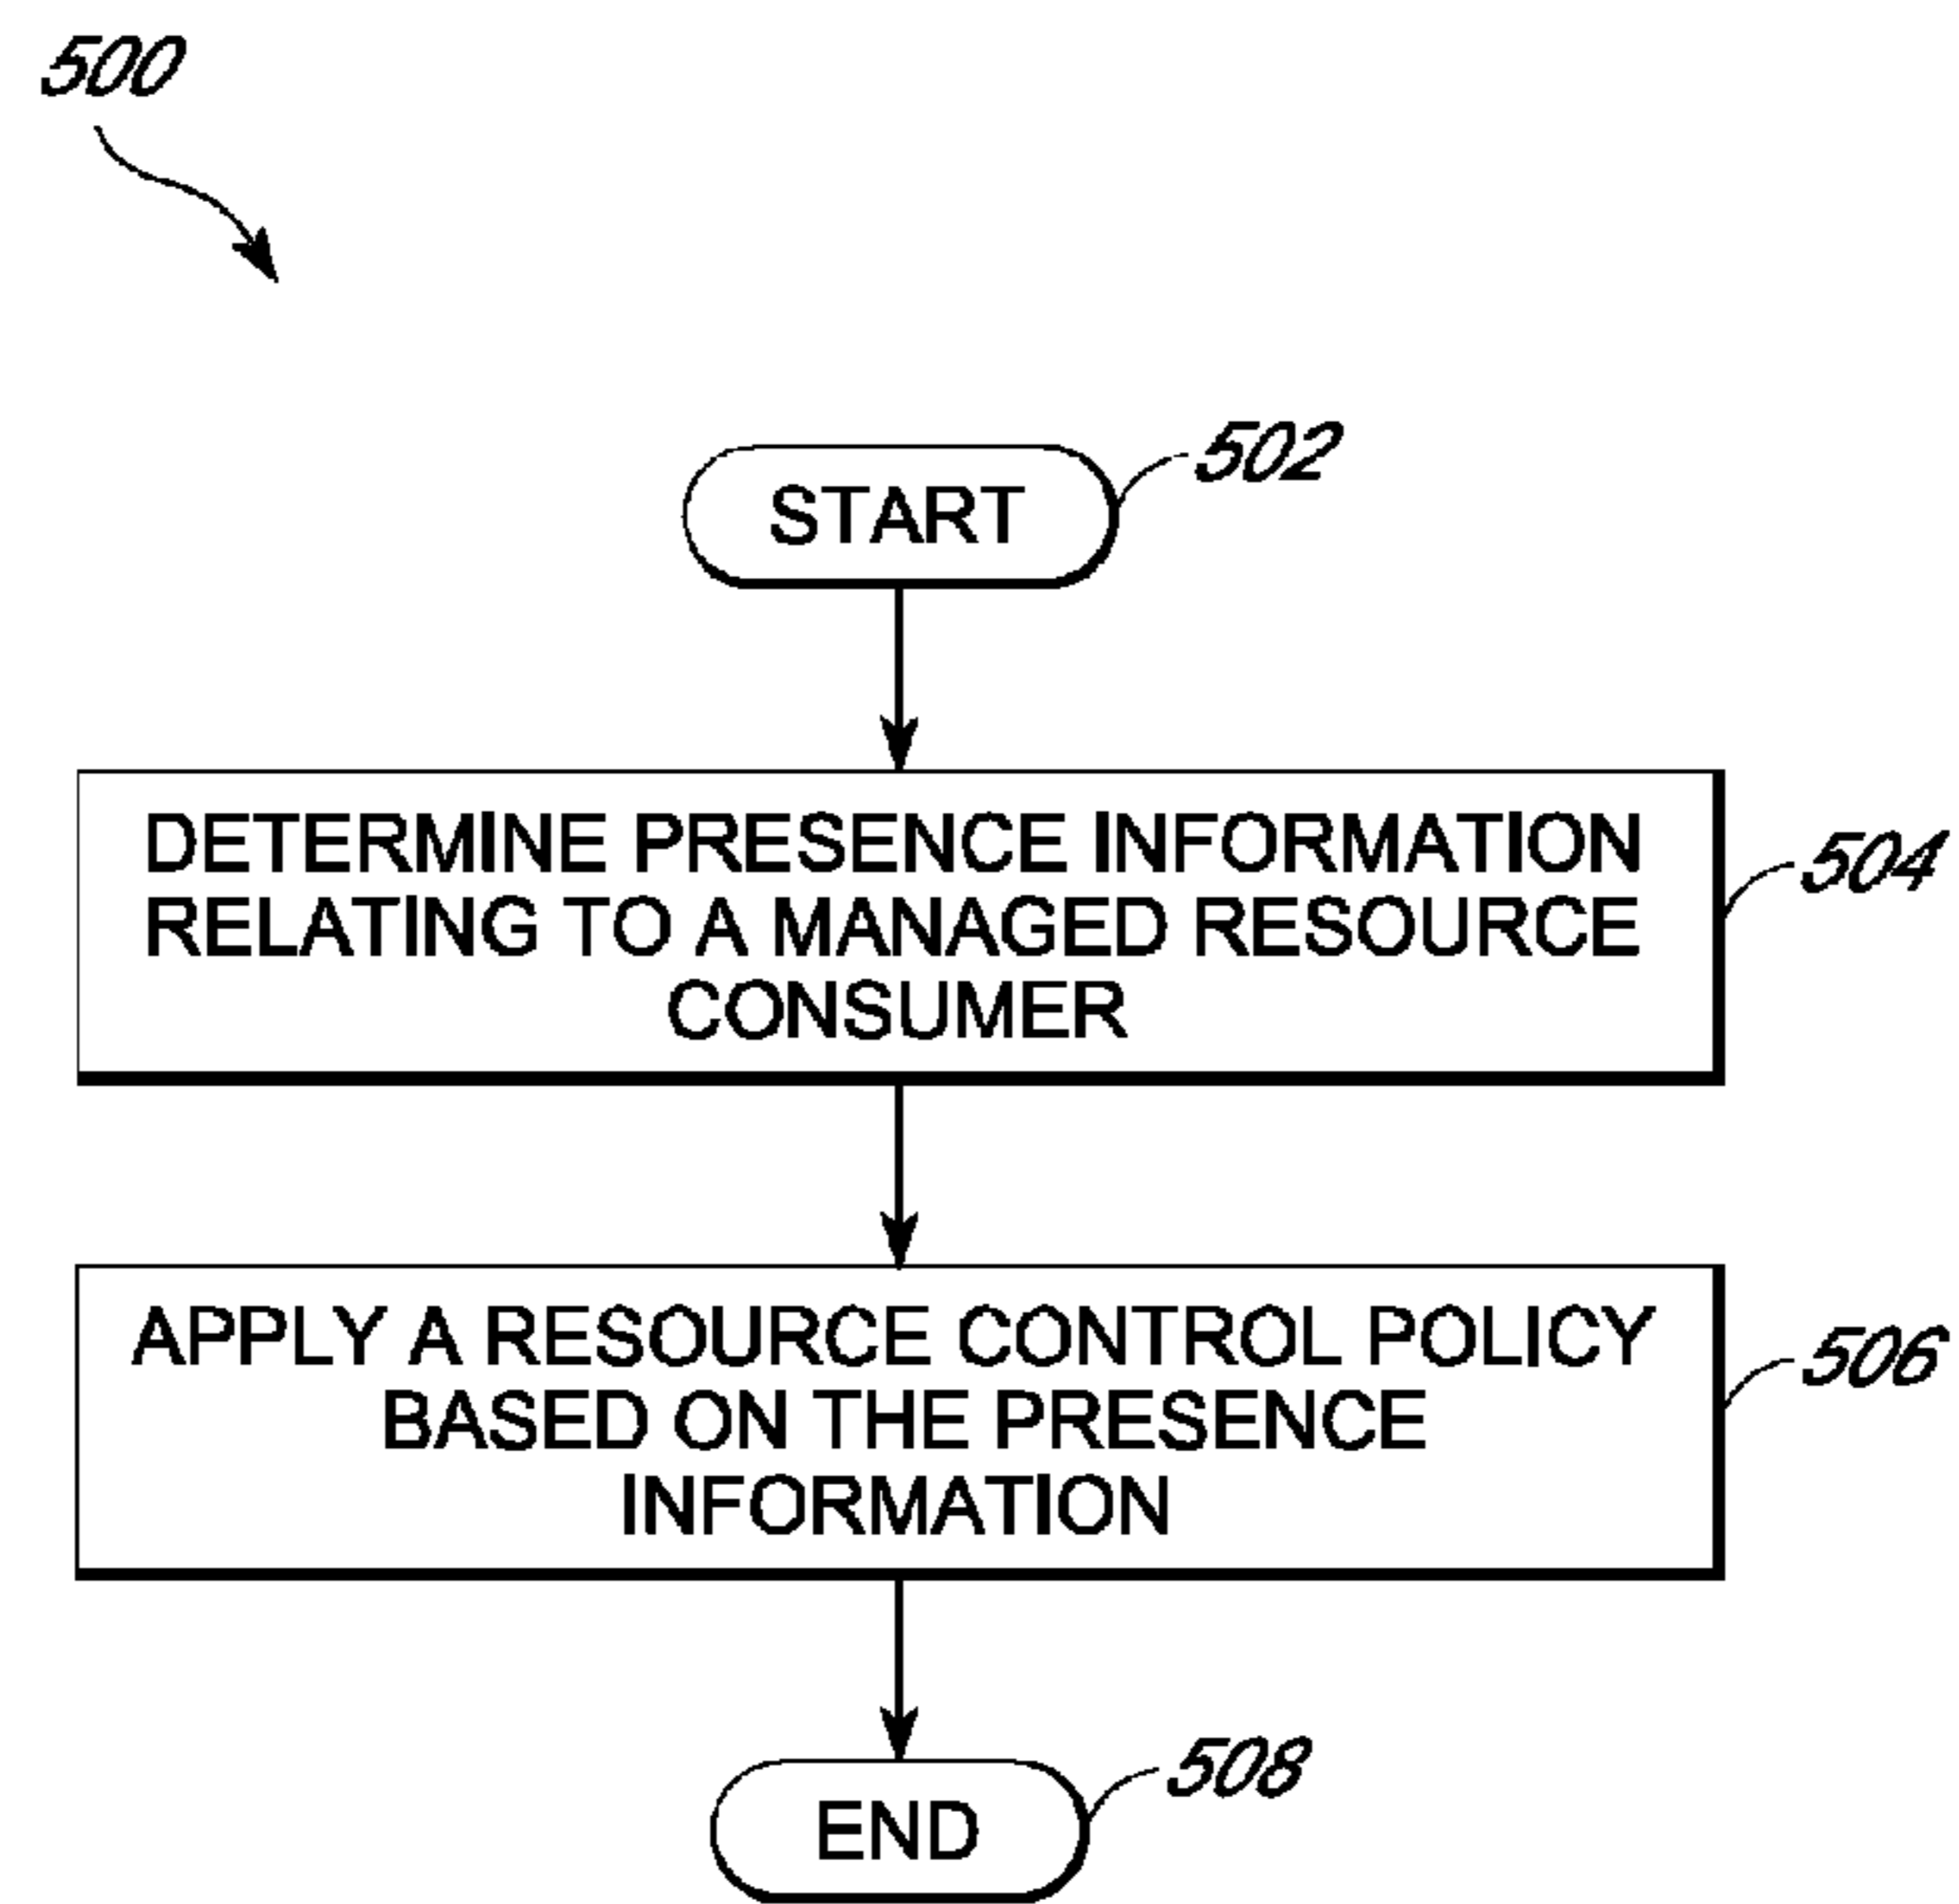 500
START
502
DETERMINE PRESENCE INFORMATION
RELATING TO A MANAGED RESOURCE
CONSUMER
504
APPLY A RESOURCE CONTROL POLICY
BASED ON THE PRESENCE
INFORMATION
506
END
508